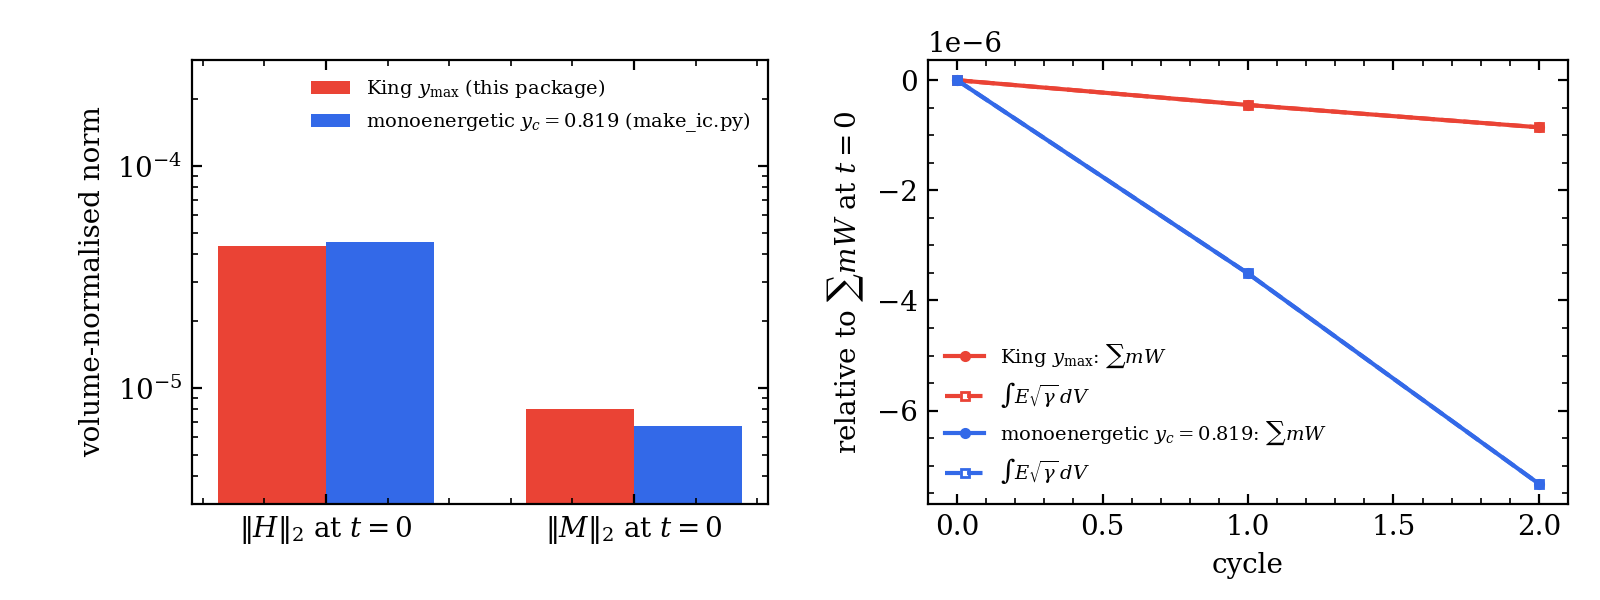 King y_max (this package)
monoenergetic y_c = 0.819 (make_ic.py)
volume-normalised norm
10⁻⁴
10⁻⁵
‖H‖₂ at t = 0
‖M‖₂ at t = 0
1e−6
0
−2
−4
−6
relative to ∑mW at t = 0
King y_max: ∑mW
∫E√γ dV
monoenergetic y_c = 0.819: ∑mW
∫E√γ dV
0.0 0.5 1.0 1.5 2.0
cycle